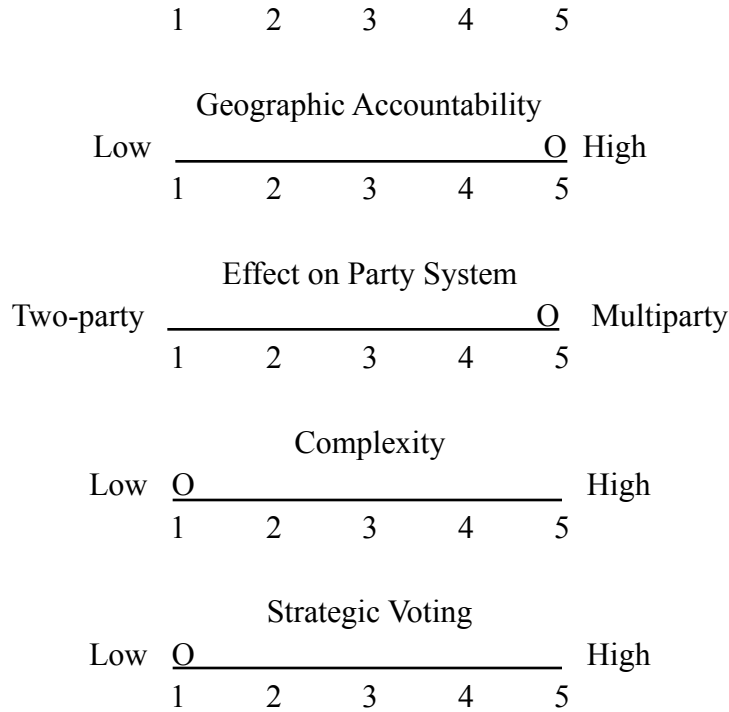 1 2 3 4 5
Geographic Accountability
Low O High
1 2 3 4 5
Effect on Party System
Two-party O Multiparty
1 2 3 4 5
Complexity
Low O High
1 2 3 4 5
Strategic Voting
Low O High
1 2 3 4 5